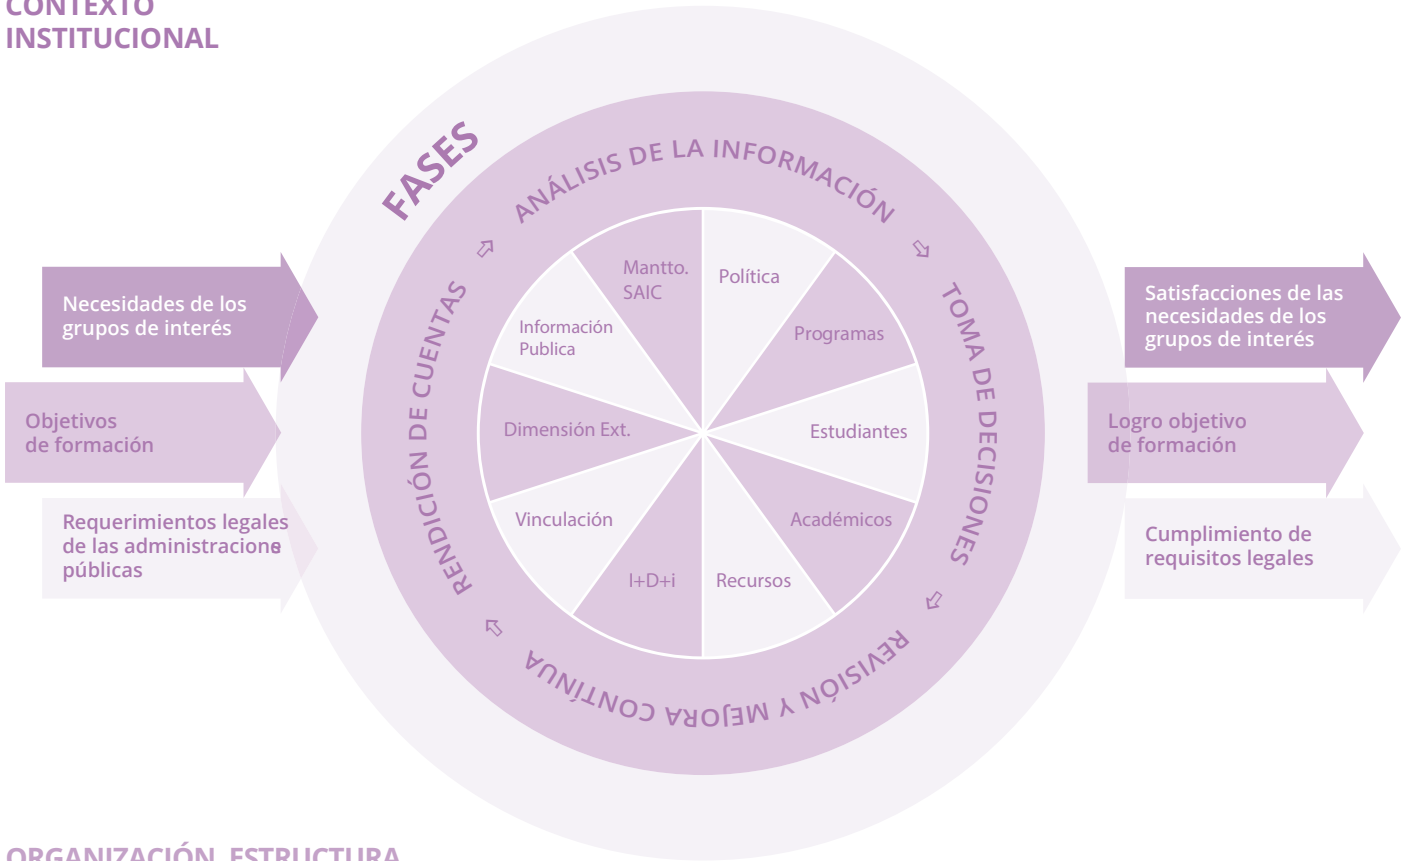 CONTEXTO
INSTITUCIONAL
FASES
ANÁLISIS DE LA INFORMACIÓN
TOMA DE DECISIONES
REVISIÓN Y MEJORA CONTÍNUA
RENDICIÓN DE CUENTAS
Mantto.
SAIC
Política
Programas
Estudiantes
Académicos
Recursos
I+D+i
Vinculación
Dimensión Ext.
Información
Publica
Necesidades de los
grupos de interés
Objetivos
de formación
Requerimientos legales
de las administracione
públicas
Satisfacciones de las
necesidades de los
grupos de interés
Logro objetivo
de formación
Cumplimiento de
requisitos legales
ORGANIZACIÓN, ESTRUCTURA